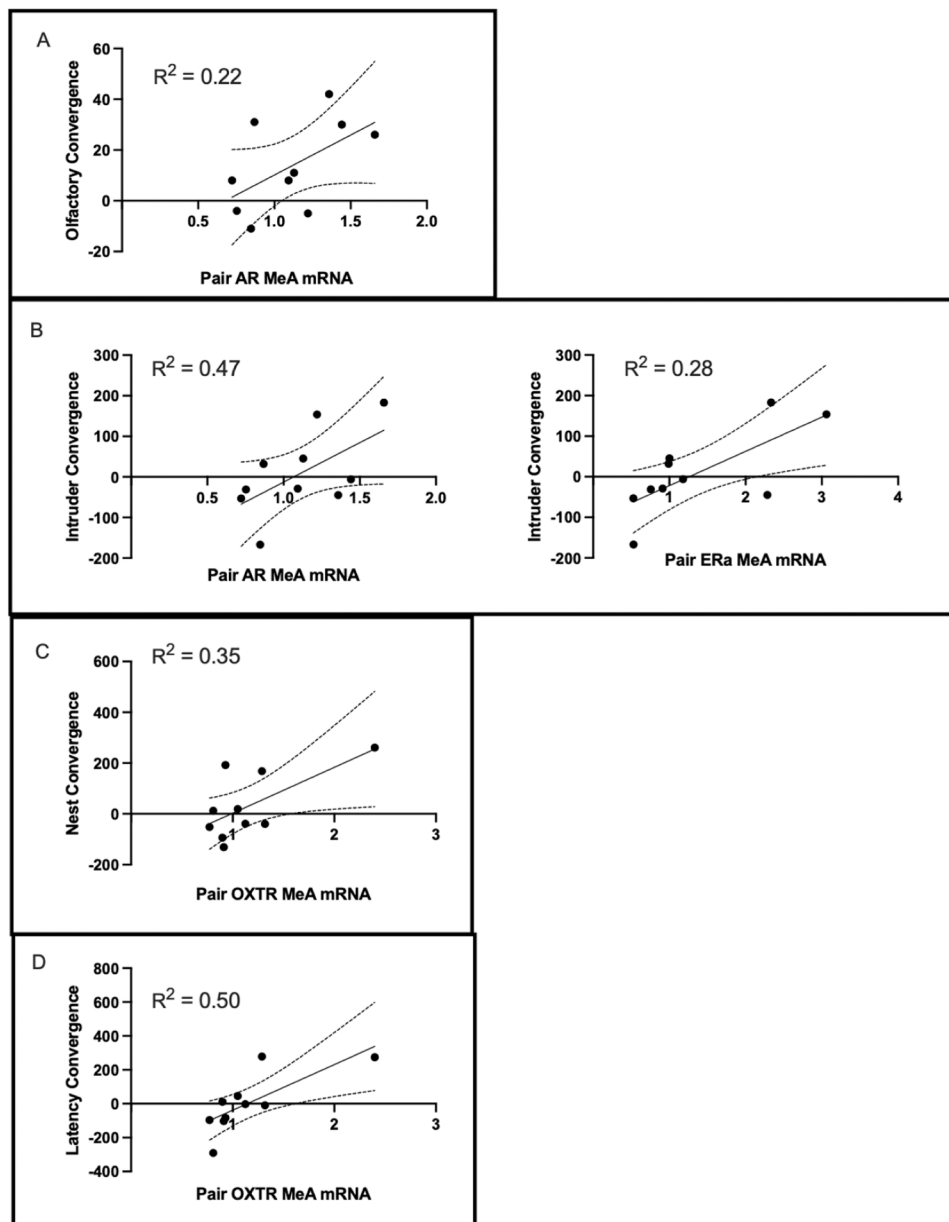 A
R² = 0.22
60
40
20
0
-20
0.5 1.0 1.5 2.0
Olfactory Convergence
Pair AR MeA mRNA
B
R² = 0.47
300
200
100
0
-100
-200
0.5 1.0 1.5 2.0
Intruder Convergence
Pair AR MeA mRNA
R² = 0.28
300
200
100
0
-100
-200
1 2 3 4
Intruder Convergence
Pair ERa MeA mRNA
C
R² = 0.35
600
400
200
0
-200
1 2 3
Nest Convergence
Pair OXTR MeA mRNA
D
R² = 0.50
800
600
400
200
0
-200
-400
1 2 3
Latency Convergence
Pair OXTR MeA mRNA